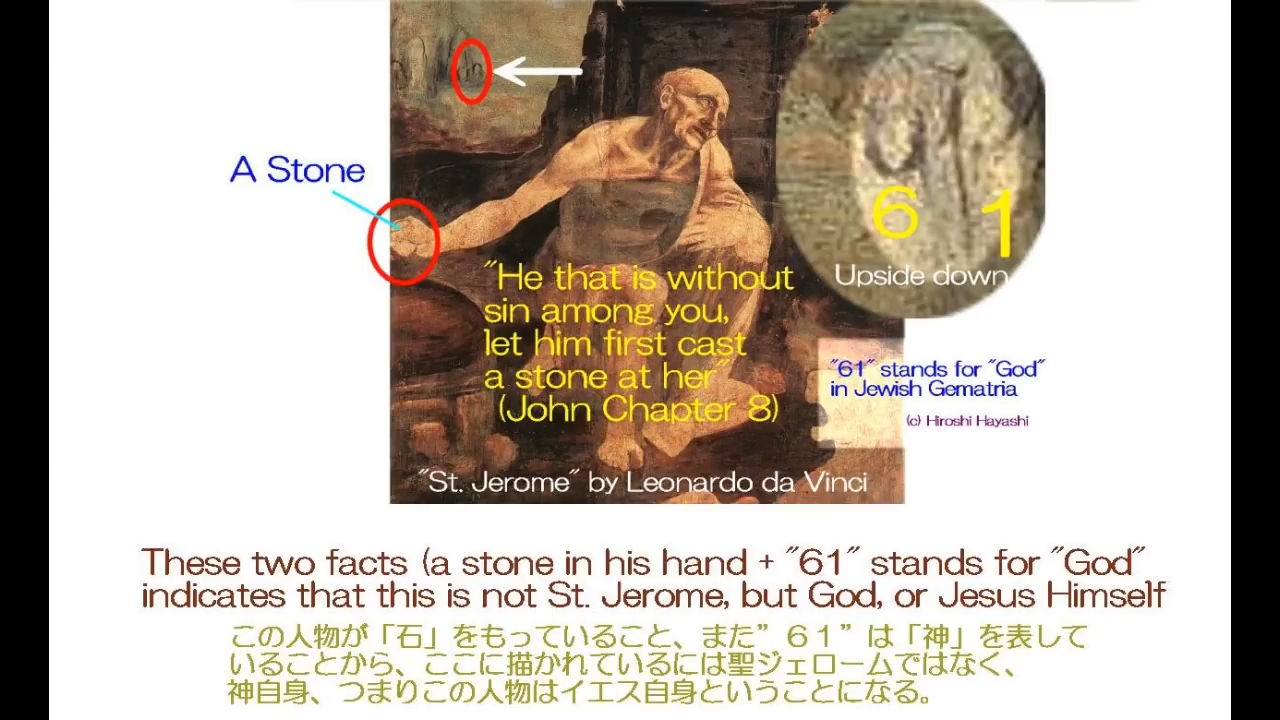 A Stone
"He that is without
sin among you,
let him first cast
a stone at her"
(John Chapter 8)
6 1
Upside down
"61" stands for "God"
in Jewish Gematria
(c) Hiroshi Hayashi
"St. Jerome" by Leonardo da Vinci
These two facts (a stone in his hand + "61" stands for "God"
indicates that this is not St. Jerome, but God, or Jesus Himself
この人物が「石」をもっていること、また”６１”は「神」を表して
いることから、ここに描かれているには聖ジェロームではなく、
神自身、つまりこの人物はイエス自身ということになる。